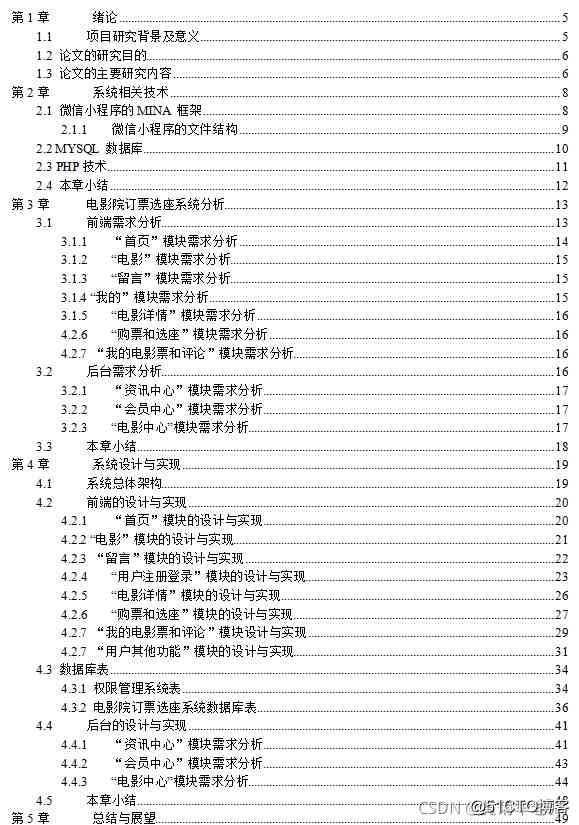 第 1 章 绪论 5
1.1 项目研究背景及意义 5
1.2 论文的研究目的 6
1.3 论文的主要研究内容 6
第 2 章 系统相关技术 8
2.1 微信小程序的 MINA 框架 8
2.1.1 微信小程序的文件结构 9
2.2 MYSQL 数据库 10
2.3 PHP 技术 11
2.4 本章小结 12
第 3 章 电影院订票选座系统分析 13
3.1 前端需求分析 13
3.1.1 “首页”模块需求分析 14
3.1.2 “电影”模块需求分析 15
3.1.3 “留言”模块需求分析 15
3.1.4 “我的”模块需求分析 15
3.1.5 “电影详情”模块需求分析 16
4.2.6 “购票和选座”模块需求分析 16
4.2.7 “我的电影票和评论”模块需求分析 16
3.2 后台需求分析 16
3.2.1 “资讯中心”模块需求分析 17
3.2.2 “会员中心”模块需求分析 17
3.2.3 “电影中心”模块需求分析 17
3.3 本章小结 18
第 4 章 系统设计与实现 19
4.1 系统总体架构 19
4.2 前端的设计与实现 20
4.2.1 “首页”模块的设计与实现 20
4.2.2 “电影”模块的设计与实现 21
4.2.3 “留言”模块的设计与实现 22
4.2.4 “用户注册登录”模块的设计与实现 23
4.2.5 “电影详情”模块的设计与实现 26
4.2.6 “购票和选座”模块的设计与实现 27
4.2.7 “我的电影票和评论”模块设计与实现 29
4.2.7 “用户其他功能”模块的设计与实现 31
4.3 数据库表 34
4.3.1 权限管理系统表 34
4.3.2 电影院订票选座系统数据库表 36
4.4 后台的设计与实现 41
4.4.1 “资讯中心”模块需求分析 41
4.4.2 “会员中心”模块需求分析 43
4.4.3 “电影中心”模块需求分析 44
4.5 本章小结 48
第 5 章 总结与展望 49
CSDN @51CTO博客